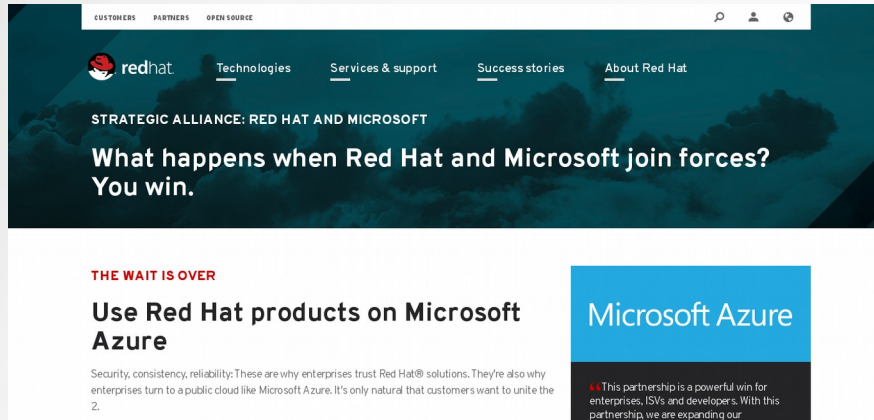 CUSTOMERS PARTNERS OPEN SOURCE
redhat.
Technologies Services & support Success stories About Red Hat
STRATEGIC ALLIANCE: RED HAT AND MICROSOFT
What happens when Red Hat and Microsoft join forces?
You win.
THE WAIT IS OVER
Use Red Hat products on Microsoft
Azure
Security, consistency, reliability: These are why enterprises trust Red Hat® solutions. They're also why
enterprises turn to a public cloud like Microsoft Azure. It's only natural that customers want to unite the
2.
Microsoft Azure
“This partnership is a powerful win for
enterprises, ISVs and developers. With this
partnership, we are expanding our